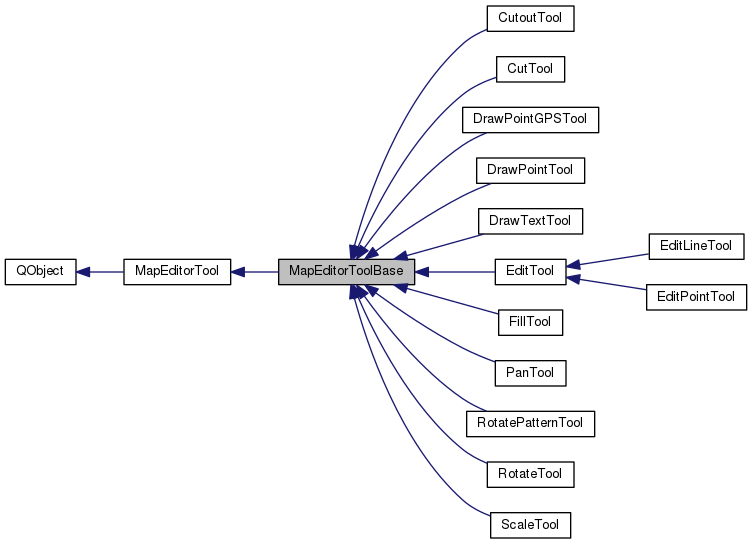 CutoutTool
CutTool
DrawPointGPSTool
DrawPointTool
DrawTextTool
EditLineTool
QObject
MapEditorTool
MapEditorToolBase
EditTool
EditPointTool
FillTool
PanTool
RotatePatternTool
RotateTool
ScaleTool